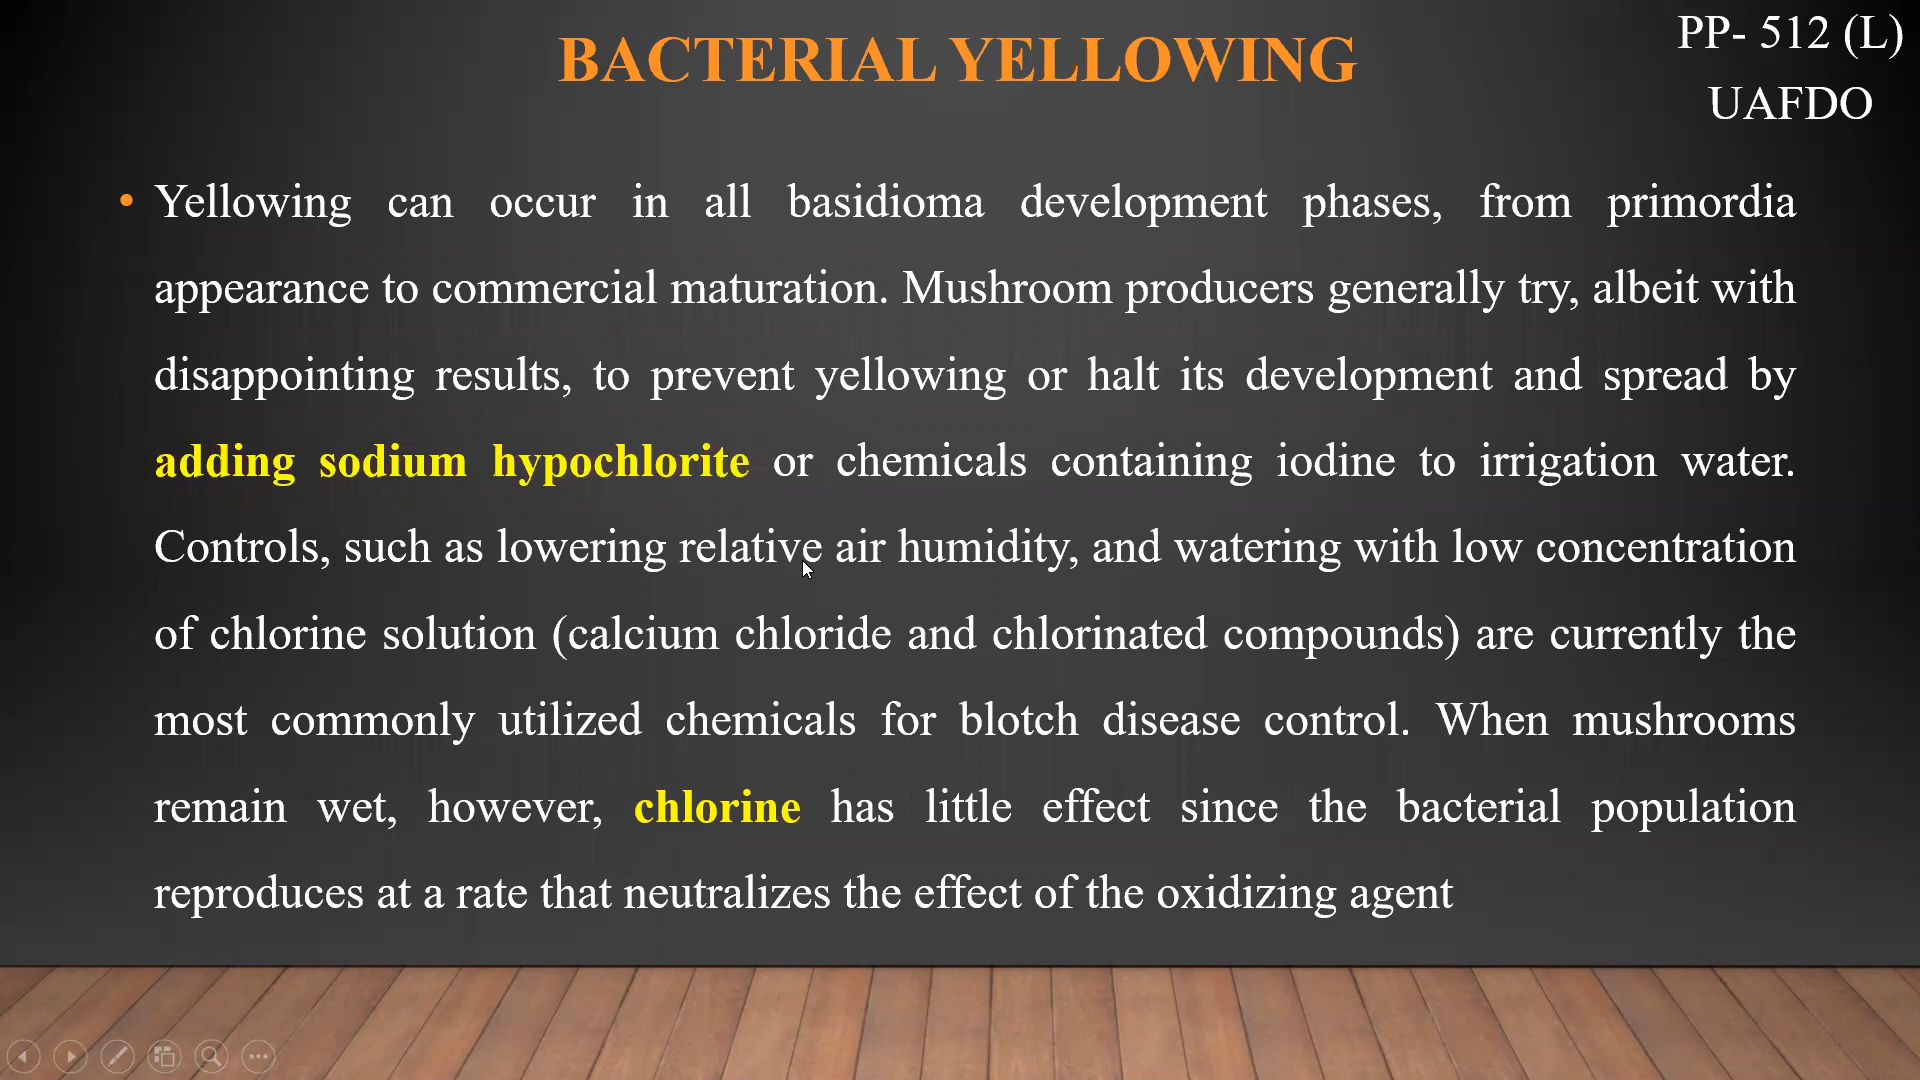 BACTERIAL YELLOWING
PP- 512 (L)
UAFDO
• Yellowing can occur in all basidioma development phases, from primordia
appearance to commercial maturation. Mushroom producers generally try, albeit with
disappointing results, to prevent yellowing or halt its development and spread by
adding sodium hypochlorite or chemicals containing iodine to irrigation water.
Controls, such as lowering relative air humidity, and watering with low concentration
of chlorine solution (calcium chloride and chlorinated compounds) are currently the
most commonly utilized chemicals for blotch disease control. When mushrooms
remain wet, however, chlorine has little effect since the bacterial population
reproduces at a rate that neutralizes the effect of the oxidizing agent